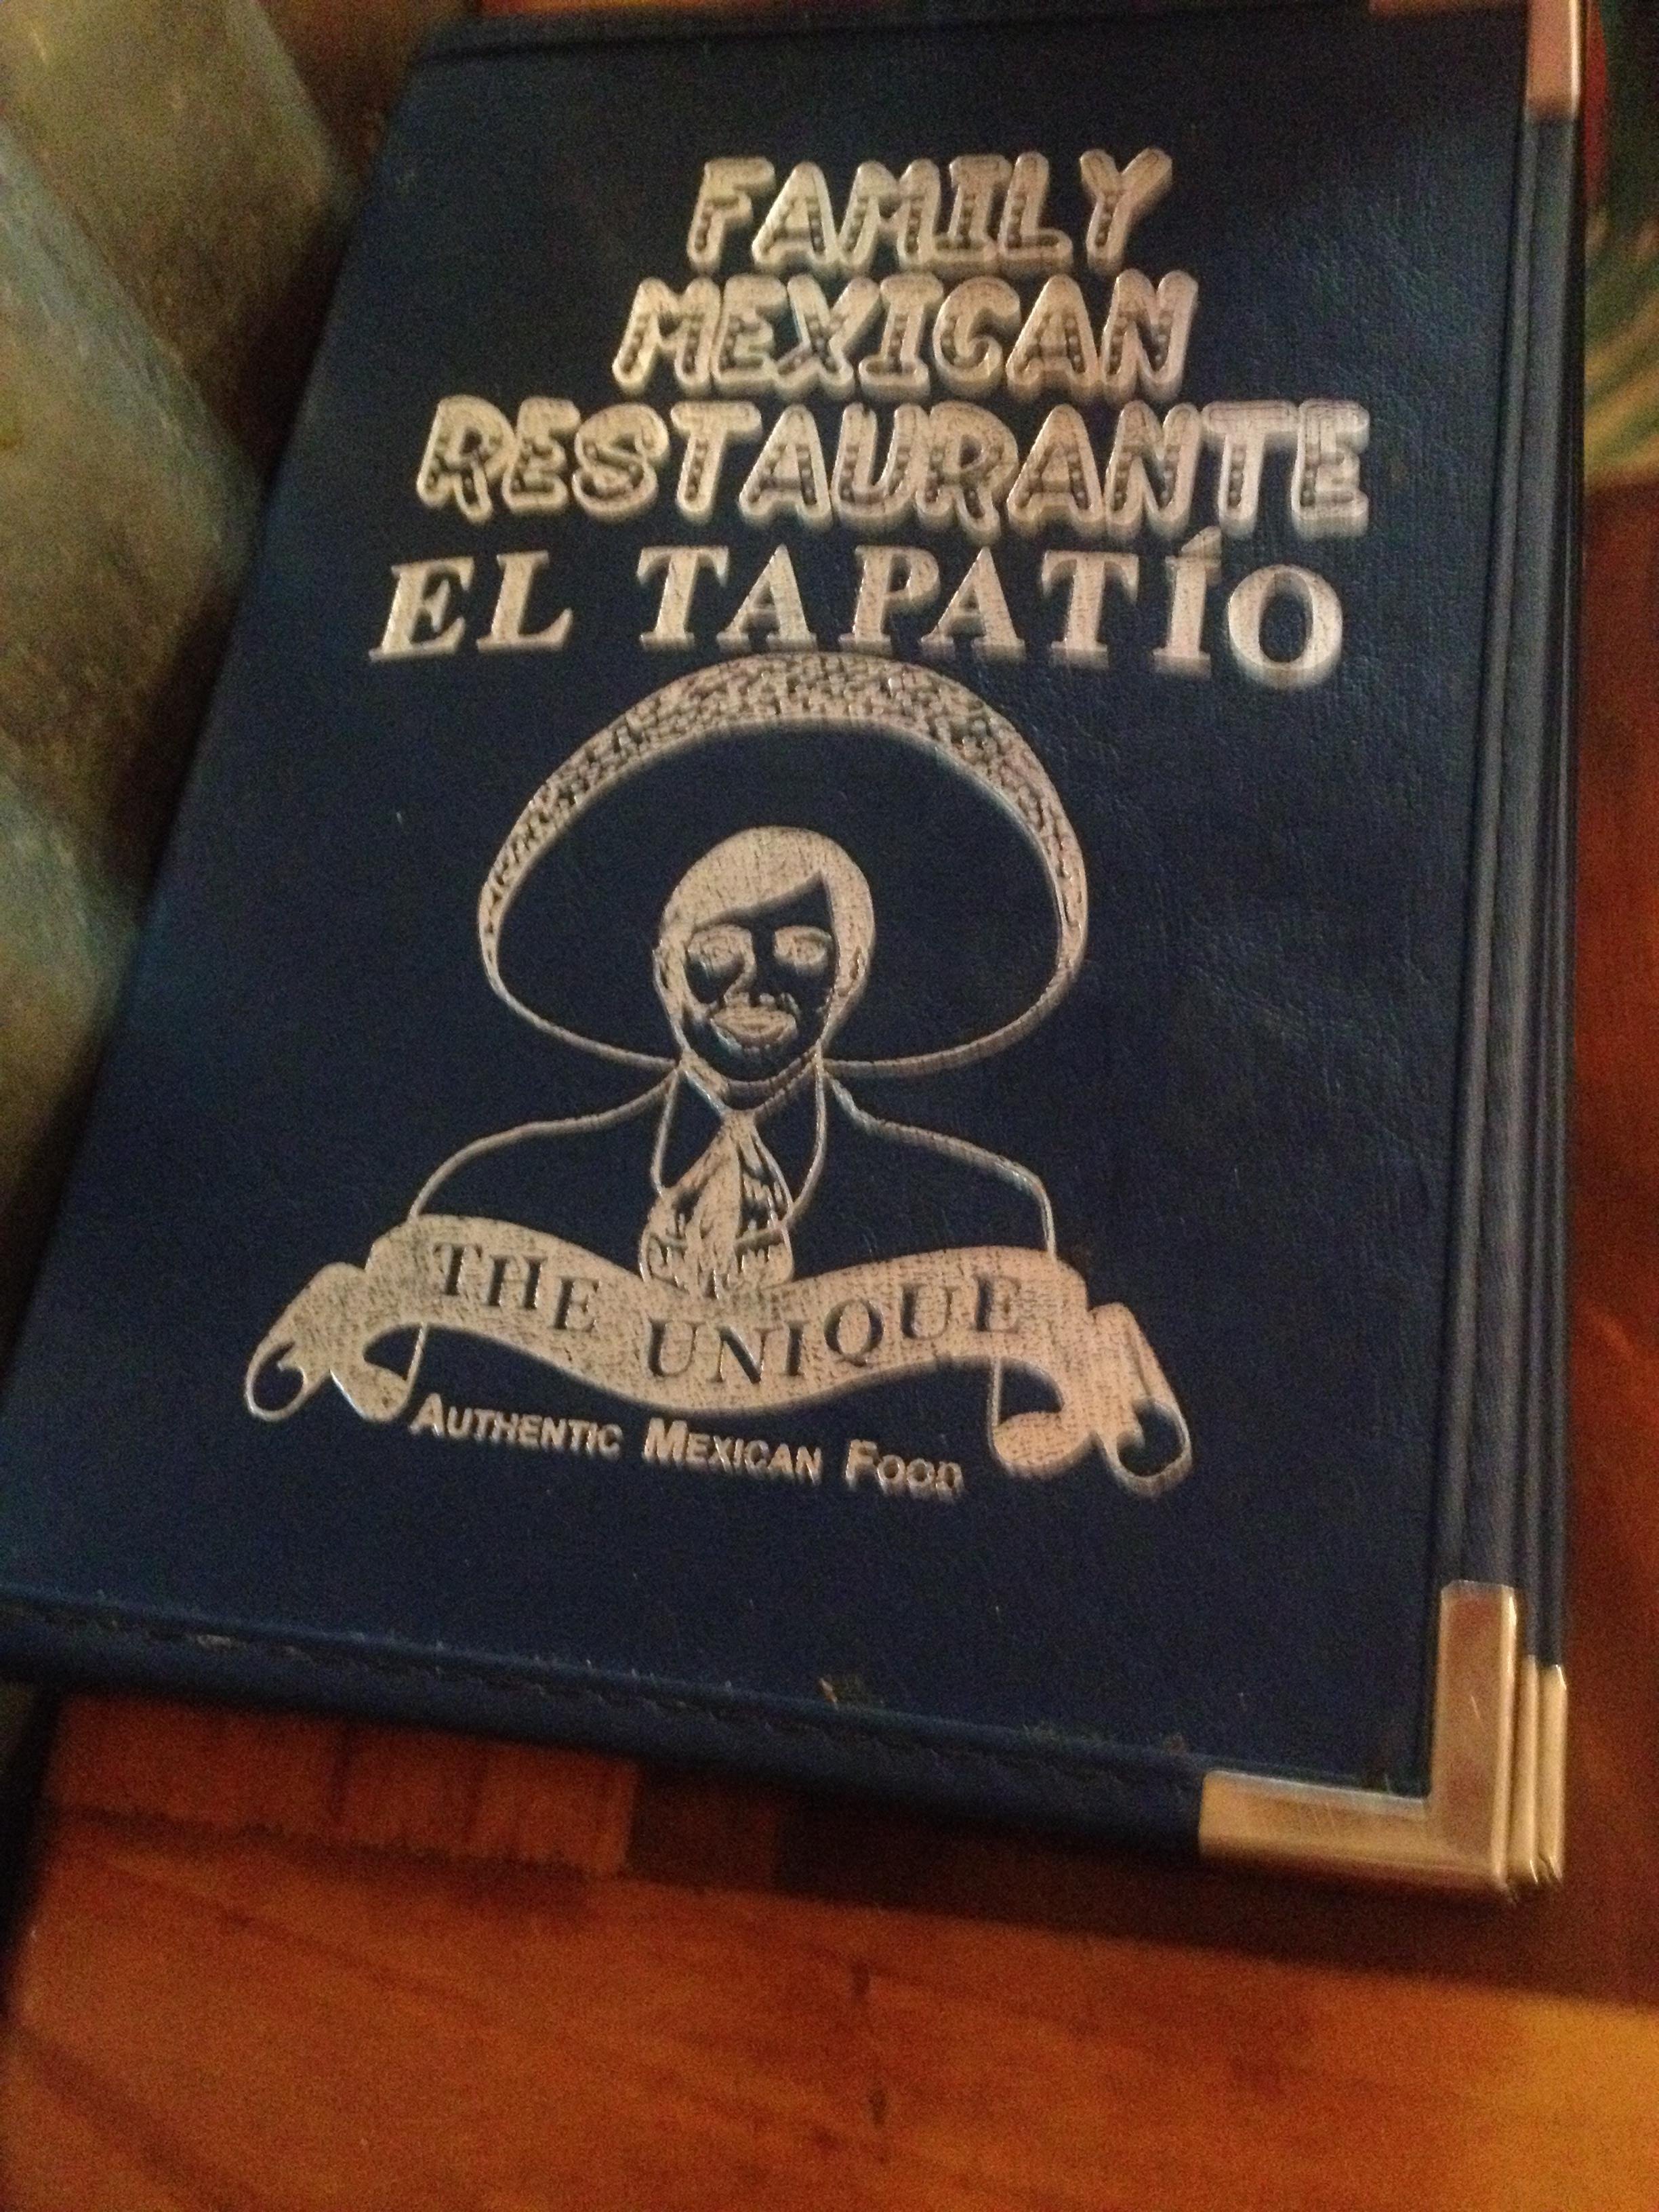 FAMILY
MEXICAN
RESTAURANTE
EL TAPATÍO
THE UNIQUE
AUTHENTIC MEXICAN FOOD